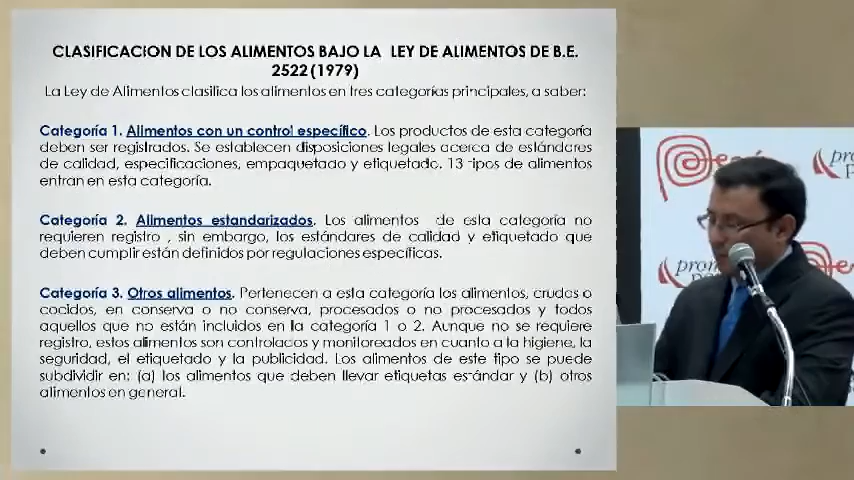 CLASIFICACION DE LOS ALIMENTOS BAJO LA LEY DE ALIMENTOS DE B.E.
2522 (1979)
La Ley de Alimentos clasifica los alimentos en tres categorías principales, a saber:
Categoría 1. Alimentos con un control específico. Los productos de esta categoría
deben ser registrados. Se establecen disposiciones legales acerca de estándares
de calidad, especificaciones, empaquetado y etiquetado. 13 tipos de alimentos
entran en esta categoría.
Categoría 2. Alimentos estandarizados. Los alimentos de esta categoría no
requieren registro , sin embargo, los estándares de calidad y etiquetado que
deben cumplir están definidos por regulaciones específicas.
Categoría 3. Otros alimentos. Pertenecen a esta categoría los alimentos, crudos o
cocidos, en conserva o no conserva, procesados o no procesados y todos
aquellos que no están incluidos en la categoría 1 o 2. Aunque no se requiere
registro, estos alimentos son controlados y monitoreados en cuanto a la higiene, la
seguridad, el etiquetado y la publicidad. Los alimentos de este tipo se puede
subdividir en: (a) los alimentos que deben llevar etiquetas estándar y (b) otros
alimentos en general.
Perú